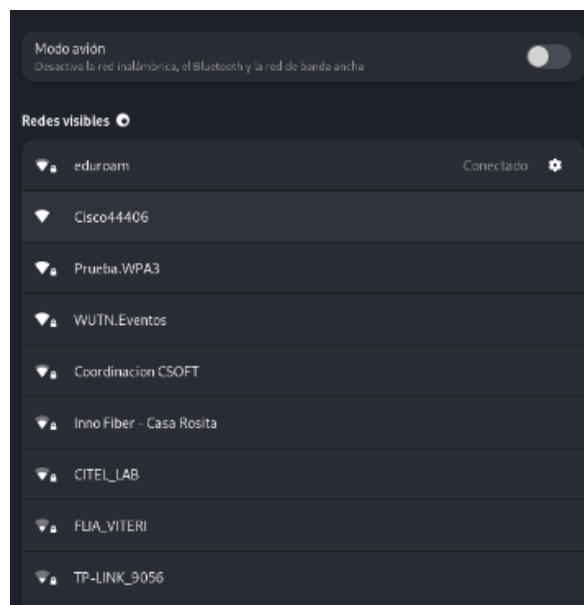 Modo avión
Desactiva la red inalámbrica, el Bluetooth y la red de banda ancha
Redes visibles
eduroam Conectado
Cisco44406
Prueba.WPA3
WUTN.Eventos
Coordinacion CSOFT
Inno Fiber - Casa Rosita
CITEL_LAB
FLIA_VITERI
TP-LINK_9056